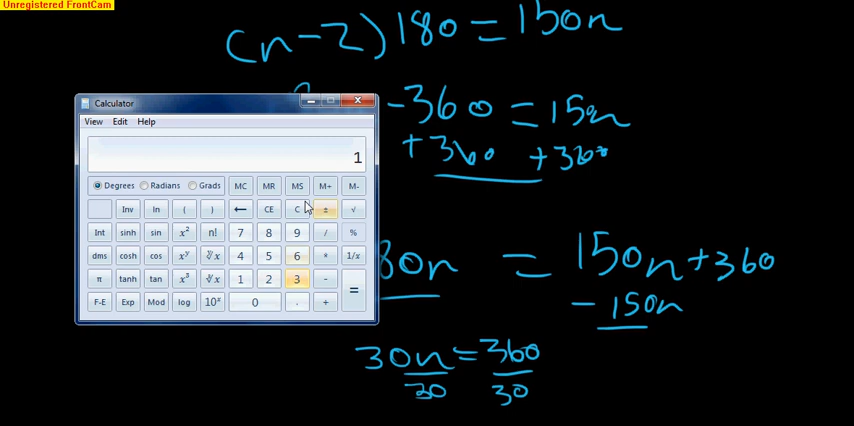 Unregistered FrontCam
(n-2)180=150n
-360=150n
+360 +360
80n = 150n+360
-150n
30n=360
30 30
Calculator
View Edit Help
1
Degrees Radians Grads MC MR MS M+ M-
Inv ln ( ) ← CE C ± √
Int sinh sin x² n! 7 8 9 / %
dms cosh cos xʸ ʸ√x 4 5 6 * 1/x
π tanh tan x³ ³√x 1 2 3 - =
F-E Exp Mod log 10ˣ 0 . +